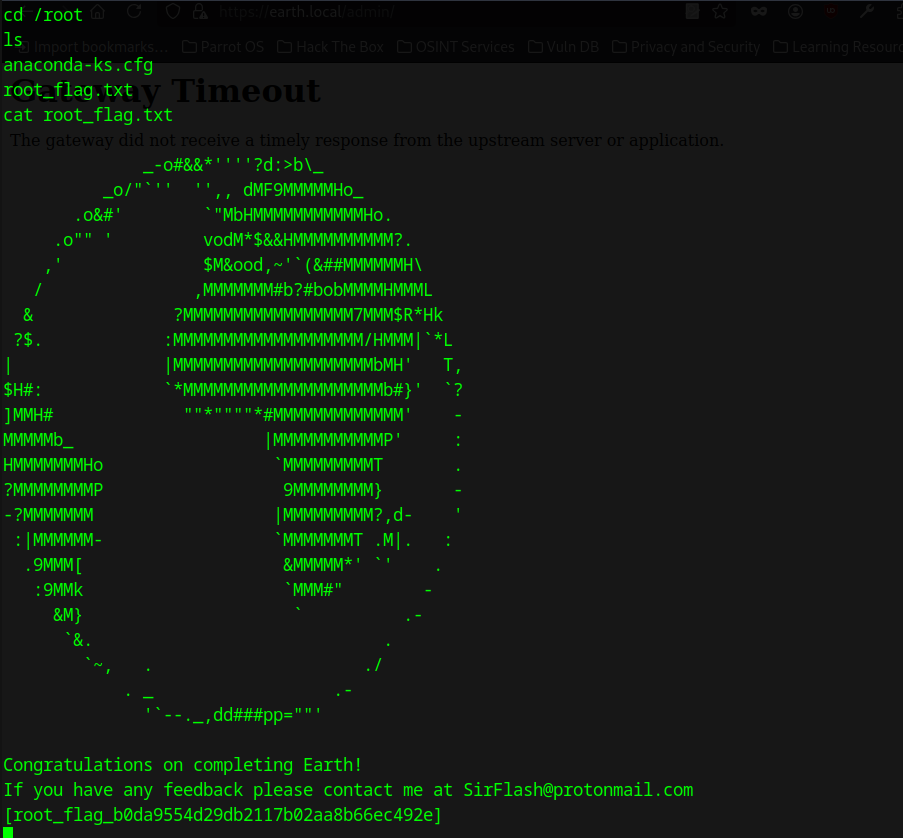 https://earth.local/admin/
cd /root
ls
Import bookmarks... Parrot OS Hack The Box OSINT Services Vuln DB Privacy and Security Learning Resour
anaconda-ks.cfg
root_flag.txt
Gateway Timeout
cat root_flag.txt
The gateway did not receive a timely response from the upstream server or application.
              _-o#&&*''''?d:>b\_
          _o/"`''  '',, dMF9MMMMMHo_
       .o&#'        `"MbHMMMMMMMMMMMHo.
     .o"" '         vodM*$&&HMMMMMMMMMM?.
    ,'              $M&ood,~'`(&##MMMMMMH\
   /               ,MMMMMMM#b?#bobMMMMHMMML
  &              ?MMMMMMMMMMMMMMMMM7MMM$R*Hk
 ?$.            :MMMMMMMMMMMMMMMMMMM/HMMM|`*L
|               |MMMMMMMMMMMMMMMMMMMMbMH'   T,
$H#:            `*MMMMMMMMMMMMMMMMMMMMb#}'  `?
]MMH#             ""*""""*#MMMMMMMMMMMMM'    -
MMMMMb_                   |MMMMMMMMMMMP'     :
HMMMMMMMHo                 `MMMMMMMMMT       .
?MMMMMMMMP                  9MMMMMMMM}       -
-?MMMMMMM                  |MMMMMMMMM?,d-    '
 :|MMMMMM-                 `MMMMMMMT .M|.   :
  .9MMM[                    &MMMMM*' `'    .
   :9MMk                    `MMM#"        -
     &M}                     `          .-
      `&.                             .
        `~,   .                     ./
            . _                  .-
              '`--._,dd###pp=""'
Congratulations on completing Earth!
If you have any feedback please contact me at SirFlash@protonmail.com
[root_flag_b0da9554d29db2117b02aa8b66ec492e]